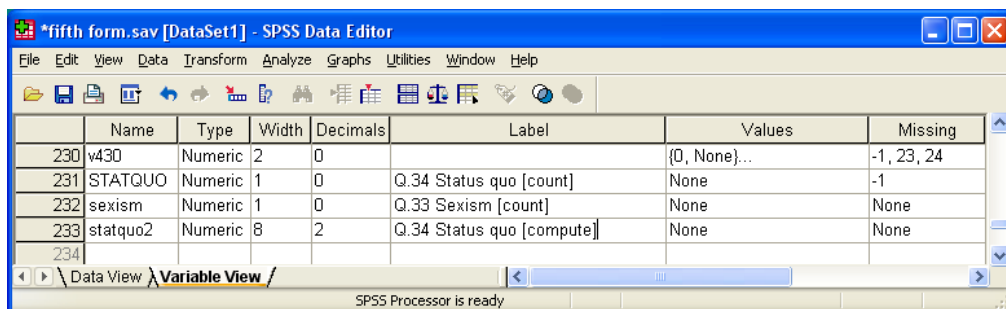 *fifth form.sav [DataSet1] - SPSS Data Editor
File Edit View Data Transform Analyze Graphs Utilities Window Help
Name Type Width Decimals Label Values Missing
230 v430 Numeric 2 0 {0, None}... -1, 23, 24
231 STATQUO Numeric 1 0 Q.34 Status quo [count] None -1
232 sexism Numeric 1 0 Q.33 Sexism [count] None None
233 statquo2 Numeric 8 2 Q.34 Status quo [compute] None None
234
Data View Variable View
SPSS Processor is ready